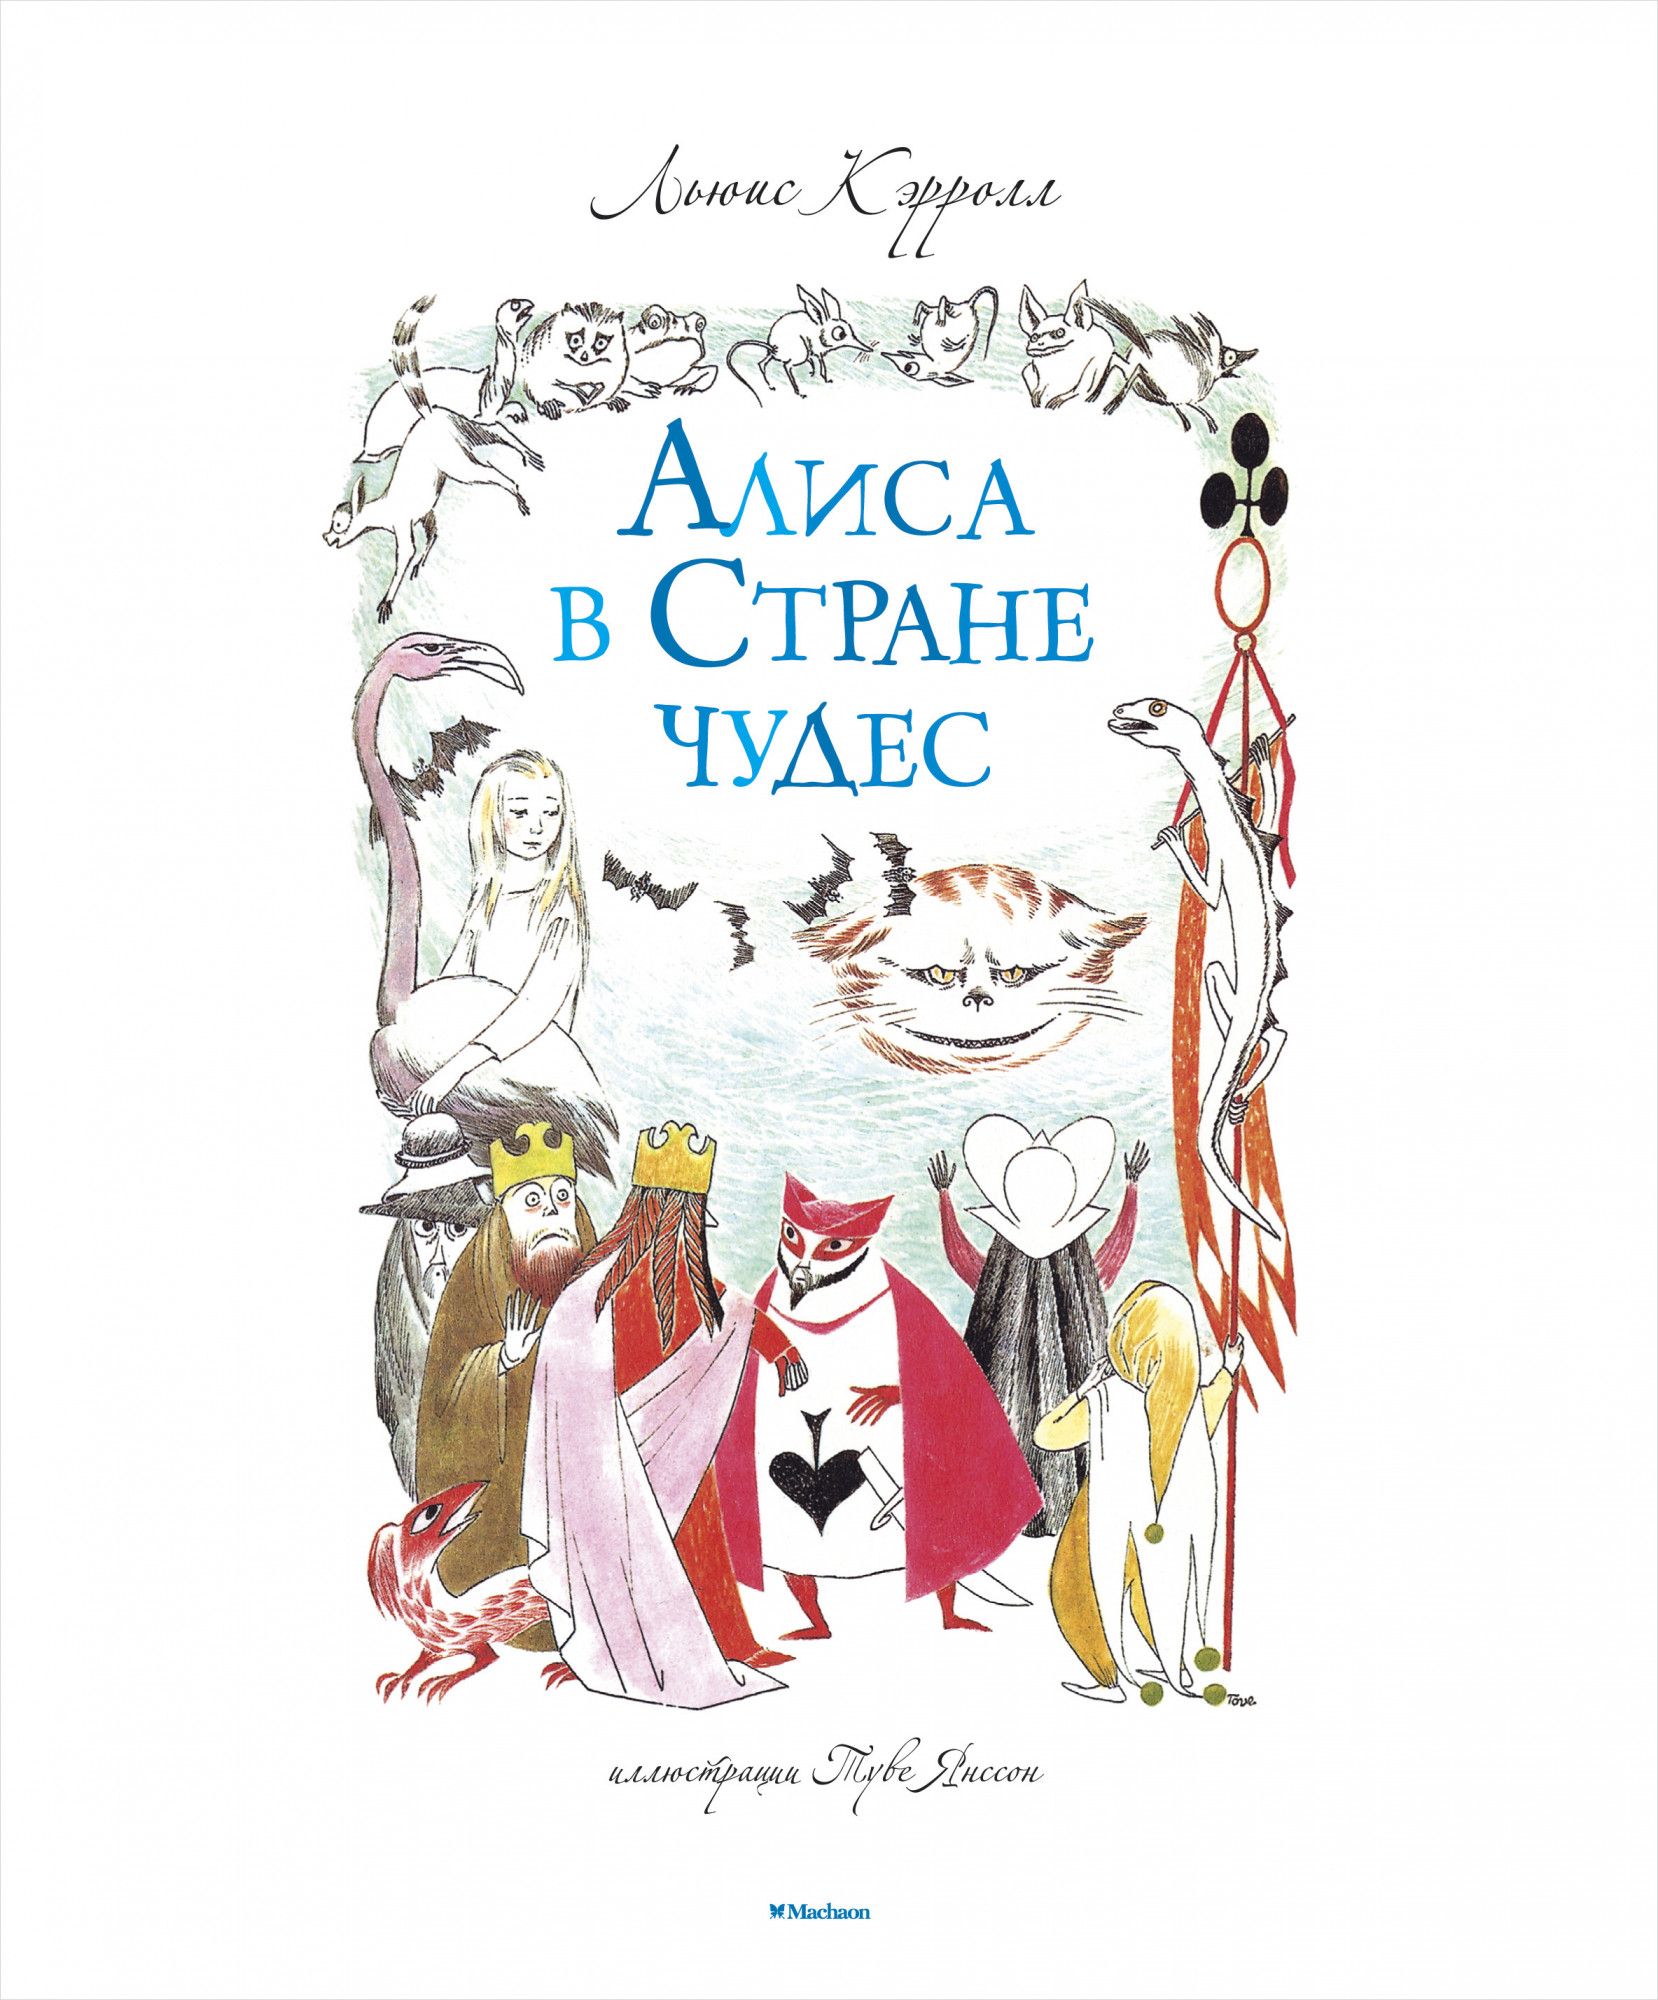 Льюис Кэрролл
Алиса
в Стране
чудес
Tove
иллюстрации Туве Янссон
Machaon